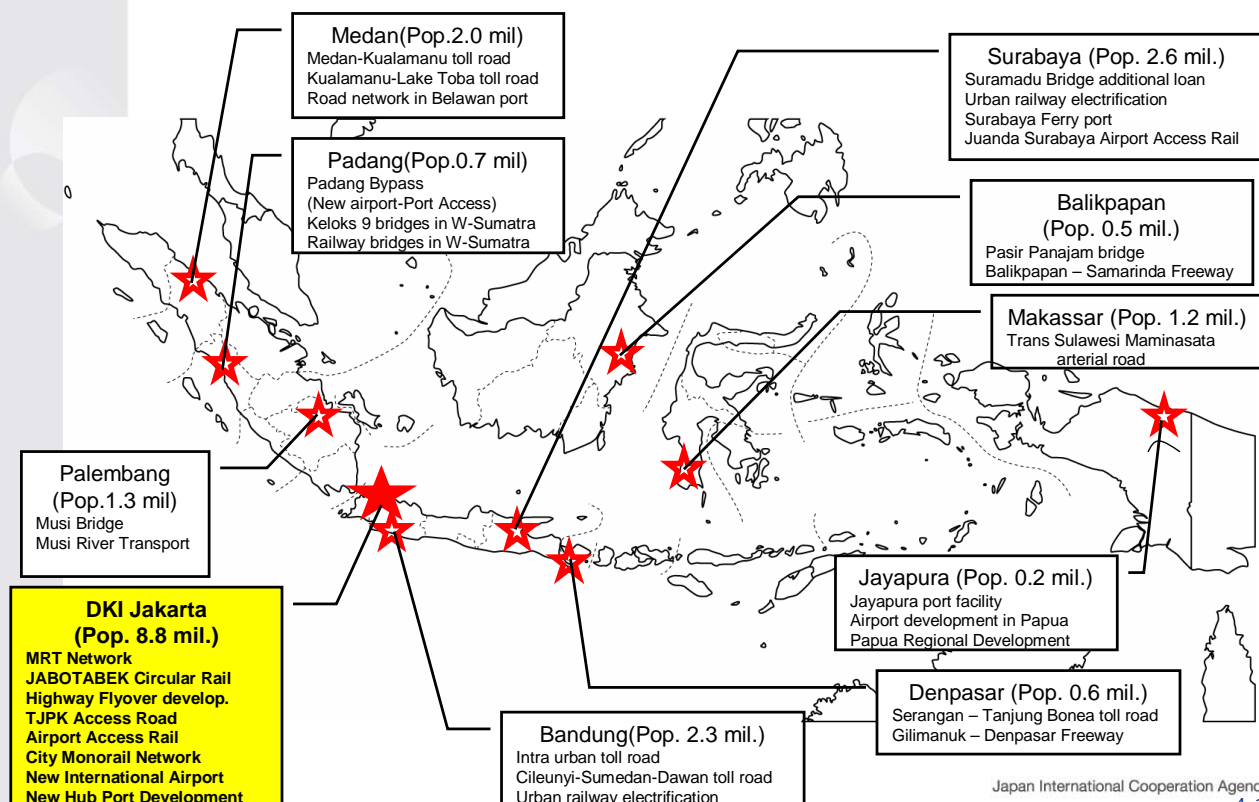 Medan(Pop.2.0 mil)
Medan-Kualamanu toll road
Kualamanu-Lake Toba toll road
Road network in Belawan port
Padang(Pop.0.7 mil)
Padang Bypass
(New airport-Port Access)
Keloks 9 bridges in W-Sumatra
Railway bridges in W-Sumatra
Surabaya (Pop. 2.6 mil.)
Suramadu Bridge additional loan
Urban railway electrification
Surabaya Ferry port
Juanda Surabaya Airport Access Rail
Balikpapan
(Pop. 0.5 mil.)
Pasir Panajam bridge
Balikpapan – Samarinda Freeway
Makassar (Pop. 1.2 mil.)
Trans Sulawesi Maminasata
arterial road
Palembang
(Pop.1.3 mil)
Musi Bridge
Musi River Transport
DKI Jakarta
(Pop. 8.8 mil.)
MRT Network
JABOTABEK Circular Rail
Highway Flyover develop.
TJPK Access Road
Airport Access Rail
City Monorail Network
New International Airport
New Hub Port Development
Jayapura (Pop. 0.2 mil.)
Jayapura port facility
Airport development in Papua
Papua Regional Development
Denpasar (Pop. 0.6 mil.)
Serangan – Tanjung Bonea toll road
Gilimanuk – Denpasar Freeway
Bandung(Pop. 2.3 mil.)
Intra urban toll road
Cileunyi-Sumedan-Dawan toll road
Urban railway electrification
Japan International Cooperation Agenc